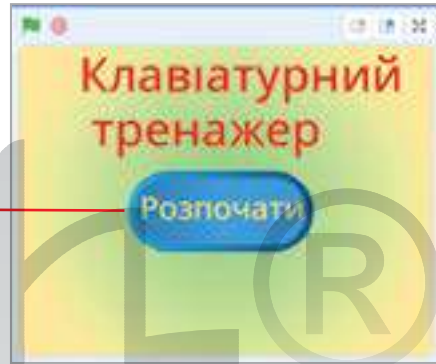 Клавіатурний
тренажер
Розпочати
®